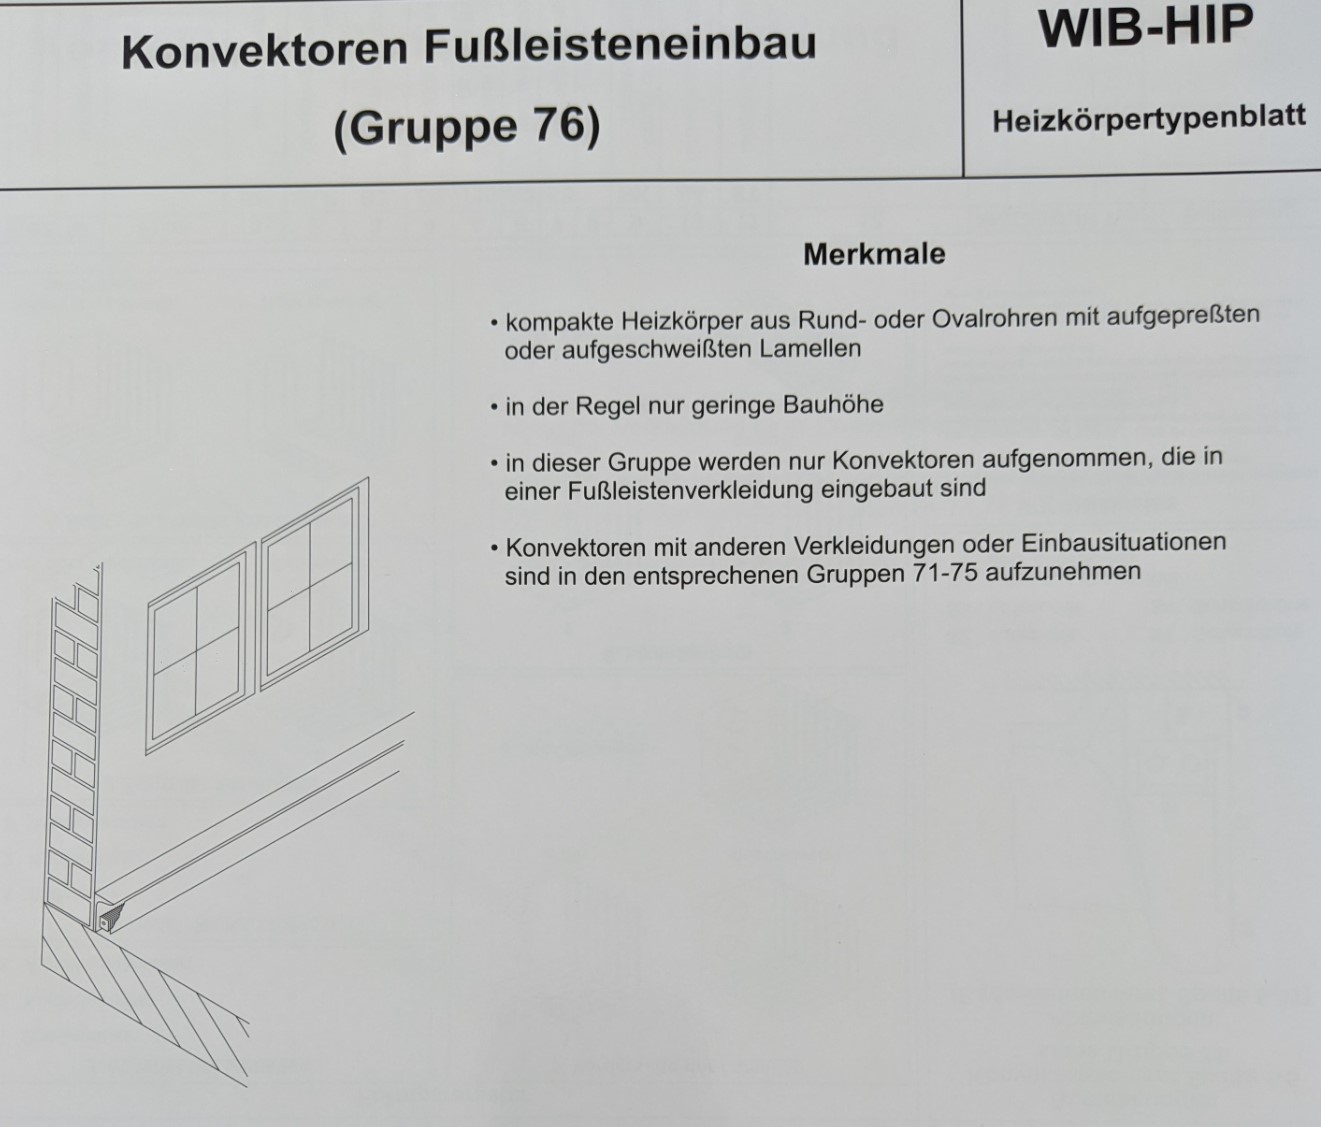 Konvektoren Fußleisteneinbau
(Gruppe 76)
WIB-HIP
Heizkörpertypenblatt
Merkmale
• kompakte Heizkörper aus Rund- oder Ovalrohren mit aufgepreßten
oder aufgeschweißten Lamellen
• in der Regel nur geringe Bauhöhe
• in dieser Gruppe werden nur Konvektoren aufgenommen, die in
einer Fußleistenverkleidung eingebaut sind
• Konvektoren mit anderen Verkleidungen oder Einbausituationen
sind in den entsprechenen Gruppen 71-75 aufzunehmen